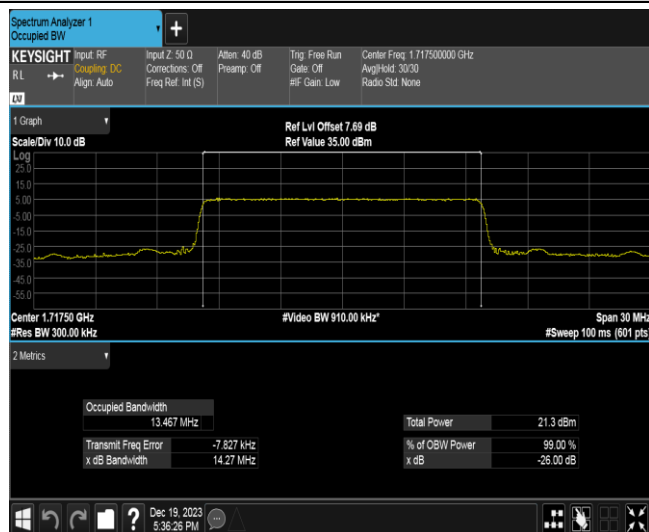 Spectrum Analyzer 1
Occupied BW
+
KEYSIGHT Input: RF Input Z: 50 Ω Atten: 40 dB Trig: Free Run Center Freq: 1.717500000 GHz
RL Coupling: DC Corrections: Off Preamp: Off Gate: Off Avg|Hold: 30/30
Align: Auto Freq Ref: Int (S) #IF Gain: Low Radio Std: None
LXI
1 Graph Ref Lvl Offset 7.69 dB
Scale/Div 10.0 dB Ref Value 35.00 dBm
Log
25.0
15.0
5.00
-5.00
-15.0
-25.0
-35.0
-45.0
-55.0
Center 1.71750 GHz #Video BW 910.00 kHz* Span 30 MHz
#Res BW 300.00 kHz #Sweep 100 ms (601 pts)
2 Metrics
Occupied Bandwidth
13.467 MHz Total Power 21.3 dBm
Transmit Freq Error -7.827 kHz % of OBW Power 99.00 %
x dB Bandwidth 14.27 MHz x dB -26.00 dB
? Dec 19, 2023
5:36:26 PM